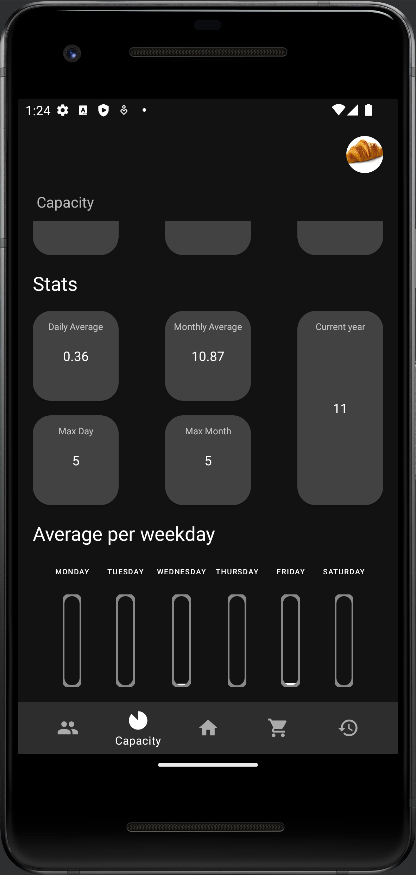 1:24
Capacity
Stats
Daily Average
Monthly Average
Current year
0.36
10.87
11
Max Day
Max Month
5
5
Average per weekday
MONDAY TUESDAY WEDNESDAY THURSDAY FRIDAY SATURDAY
Capacity